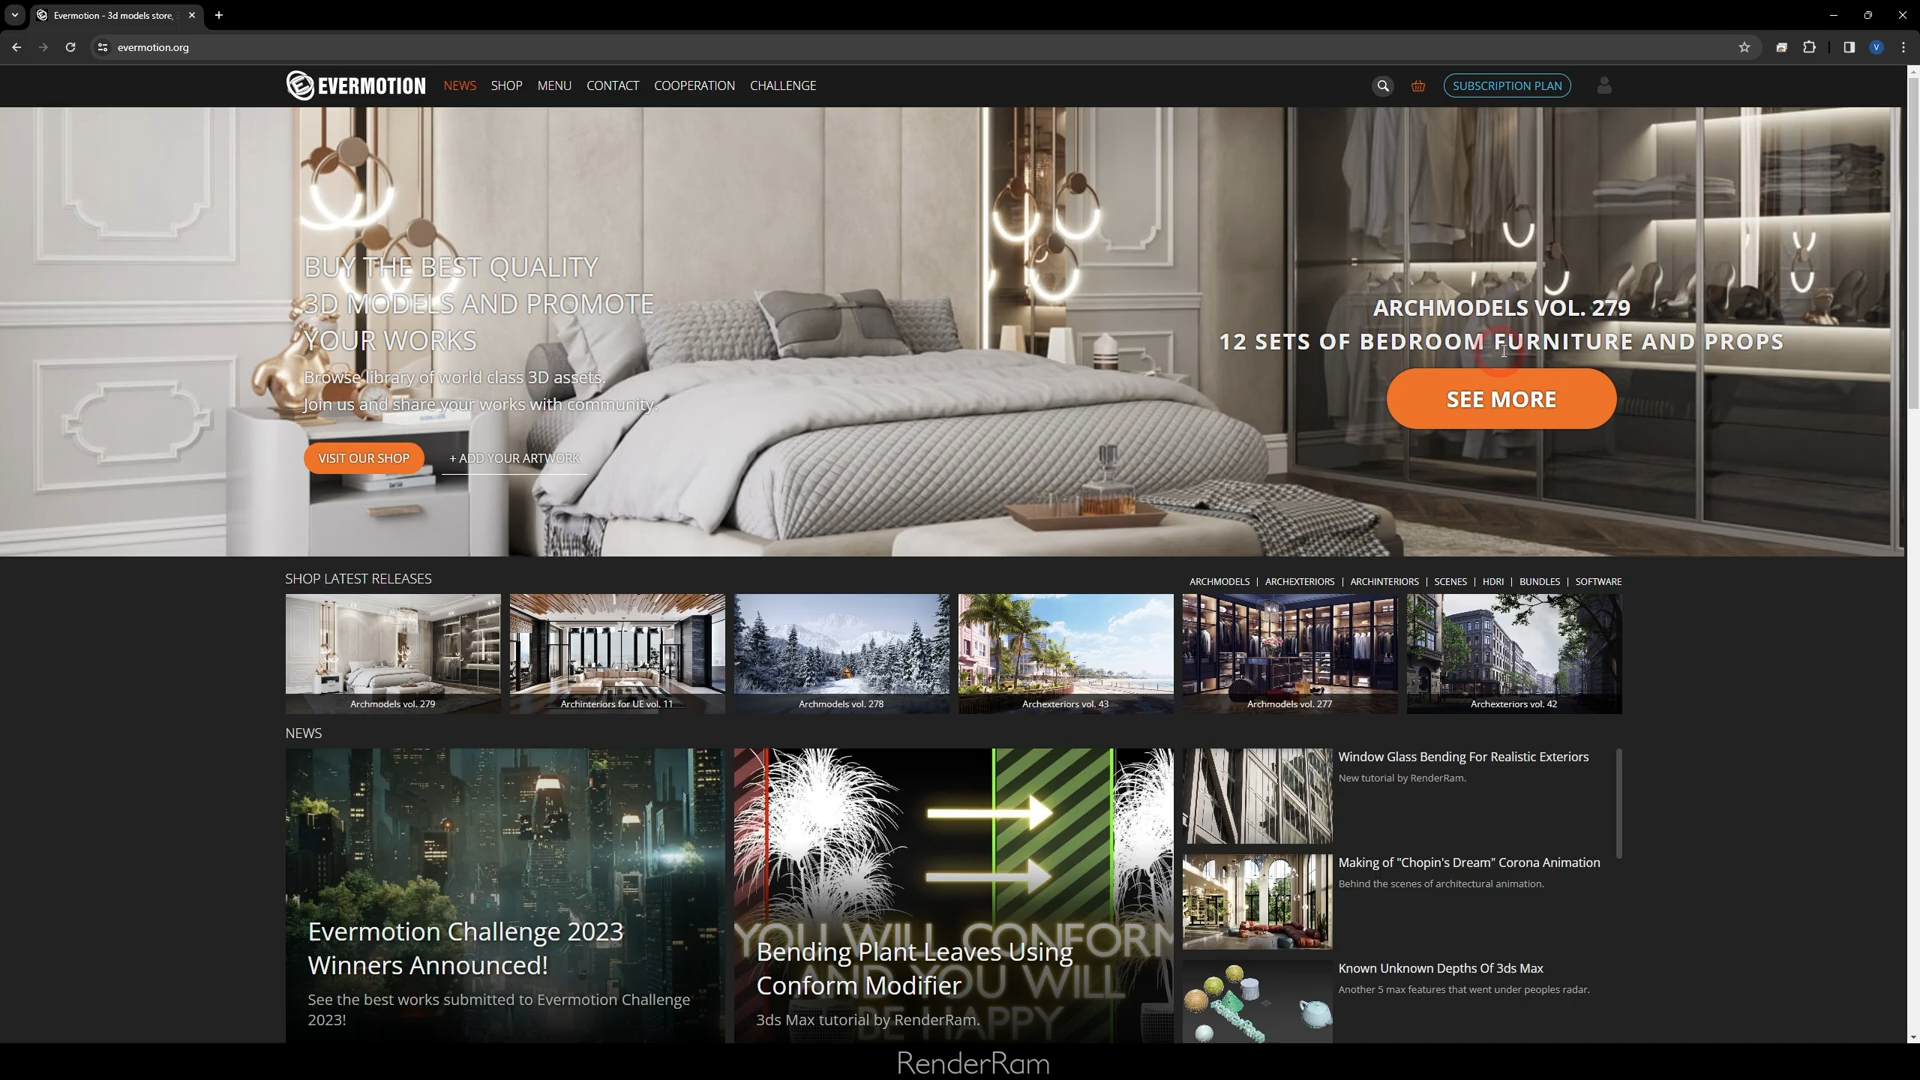 Evermotion - 3d models store,
evermotion.org
V
EVERMOTION
NEWS
SHOP
MENU
CONTACT
COOPERATION
CHALLENGE
SUBSCRIPTION PLAN
BUY THE BEST QUALITY
3D MODELS AND PROMOTE
YOUR WORKS
Browse library of world class 3D assets.
Join us and share your works with community.
VISIT OUR SHOP
+ ADD YOUR ARTWORK
ARCHMODELS VOL. 279
12 SETS OF BEDROOM FURNITURE AND PROPS
SEE MORE
SHOP LATEST RELEASES
ARCHMODELS | ARCHEXTERIORS | ARCHINTERIORS | SCENES | HDRI | BUNDLES | SOFTWARE
Archmodels vol. 279
Archinteriors for UE vol. 11
Archmodels vol. 278
Archexteriors vol. 43
Archmodels vol. 277
Archexteriors vol. 42
NEWS
Evermotion Challenge 2023
Winners Announced!
See the best works submitted to Evermotion Challenge
2023!
YOU WILL CONFORM
AND YOU WILL
BE HAPPY
Bending Plant Leaves Using
Conform Modifier
3ds Max tutorial by RenderRam.
Window Glass Bending For Realistic Exteriors
New tutorial by RenderRam.
Making of "Chopin's Dream" Corona Animation
Behind the scenes of architectural animation.
Known Unknown Depths Of 3ds Max
Another 5 max features that went under peoples radar.
RenderRam